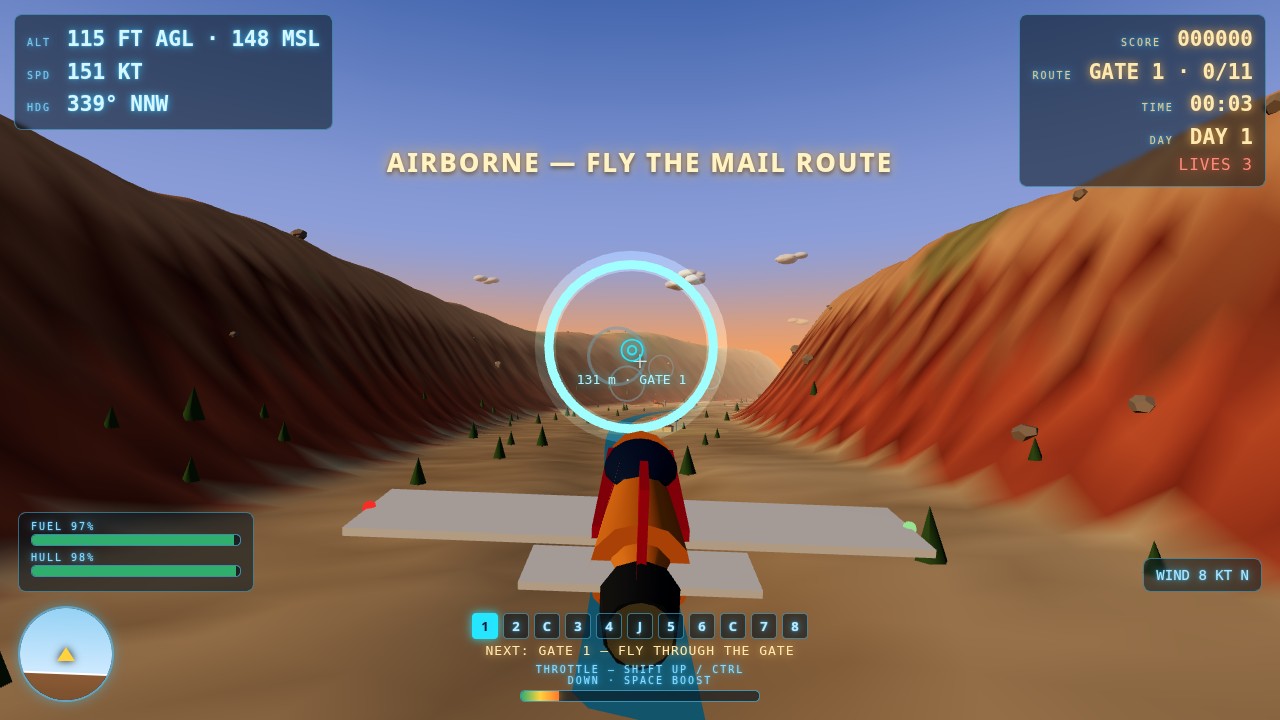 ALT 115 FT AGL · 148 MSL
SPD 151 KT
HDG 339° NNW
SCORE 000000
ROUTE GATE 1 · 0/11
TIME 00:03
DAY DAY 1
LIVES 3
AIRBORNE — FLY THE MAIL ROUTE
131 m · GATE 1
FUEL 97%
HULL 98%
WIND 8 KT N
1 2 C 3 4 J 5 6 C 7 8
NEXT: GATE 1 — FLY THROUGH THE GATE
THROTTLE — SHIFT UP / CTRL
DOWN · SPACE BOOST